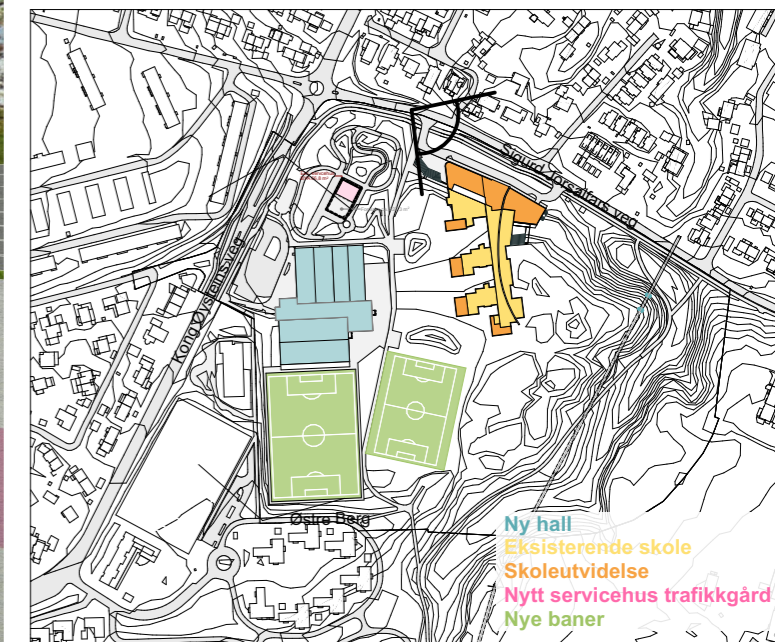 Sigurd Jorsalfars veg
Kong Øysteins veg
Østre Berg
Ny hall
Eksisterende skole
Skoleutvidelse
Nytt servicehus trafikkgård
Nye baner